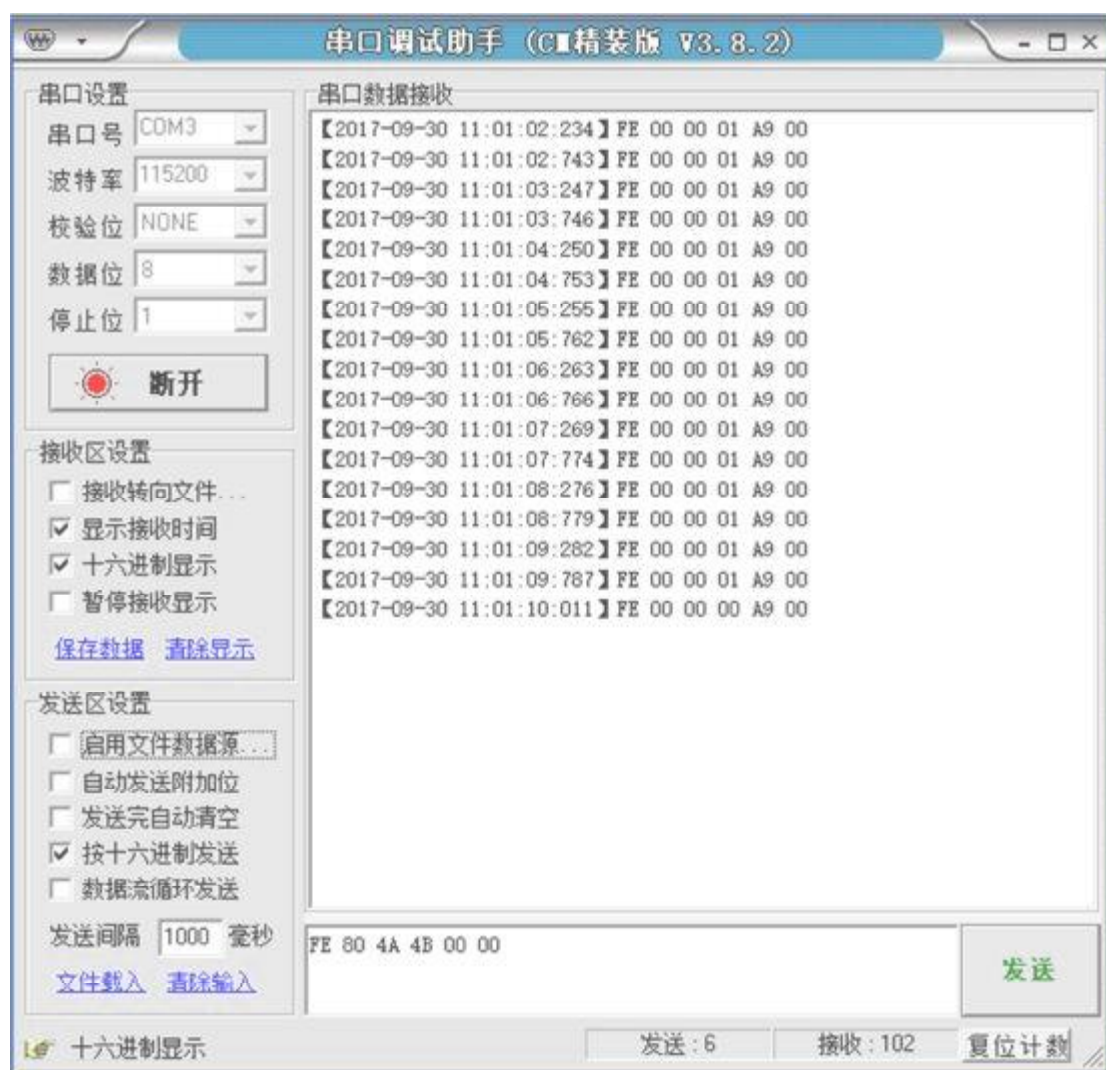 串口调试助手 (CM精装版 V3.8.2)
串口设置
串口号 COM3
波特率 115200
校验位 NONE
数据位 8
停止位 1
断开
接收区设置
接收转向文件...
显示接收时间
十六进制显示
暂停接收显示
保存数据 清除显示
发送区设置
启用文件数据源...
自动发送附加位
发送完自动清空
按十六进制发送
数据流循环发送
发送间隔 1000 毫秒
文件载入 清除输入
串口数据接收
【2017-09-30 11:01:02:234】FE 00 00 01 A9 00
【2017-09-30 11:01:02:743】FE 00 00 01 A9 00
【2017-09-30 11:01:03:247】FE 00 00 01 A9 00
【2017-09-30 11:01:03:746】FE 00 00 01 A9 00
【2017-09-30 11:01:04:250】FE 00 00 01 A9 00
【2017-09-30 11:01:04:753】FE 00 00 01 A9 00
【2017-09-30 11:01:05:255】FE 00 00 01 A9 00
【2017-09-30 11:01:05:762】FE 00 00 01 A9 00
【2017-09-30 11:01:06:263】FE 00 00 01 A9 00
【2017-09-30 11:01:06:766】FE 00 00 01 A9 00
【2017-09-30 11:01:07:269】FE 00 00 01 A9 00
【2017-09-30 11:01:07:774】FE 00 00 01 A9 00
【2017-09-30 11:01:08:276】FE 00 00 01 A9 00
【2017-09-30 11:01:08:779】FE 00 00 01 A9 00
【2017-09-30 11:01:09:282】FE 00 00 01 A9 00
【2017-09-30 11:01:09:787】FE 00 00 01 A9 00
【2017-09-30 11:01:10:011】FE 00 00 00 A9 00
FE 80 4A 4B 00 00
发送
十六进制显示
发送:6
接收:102
复位计数